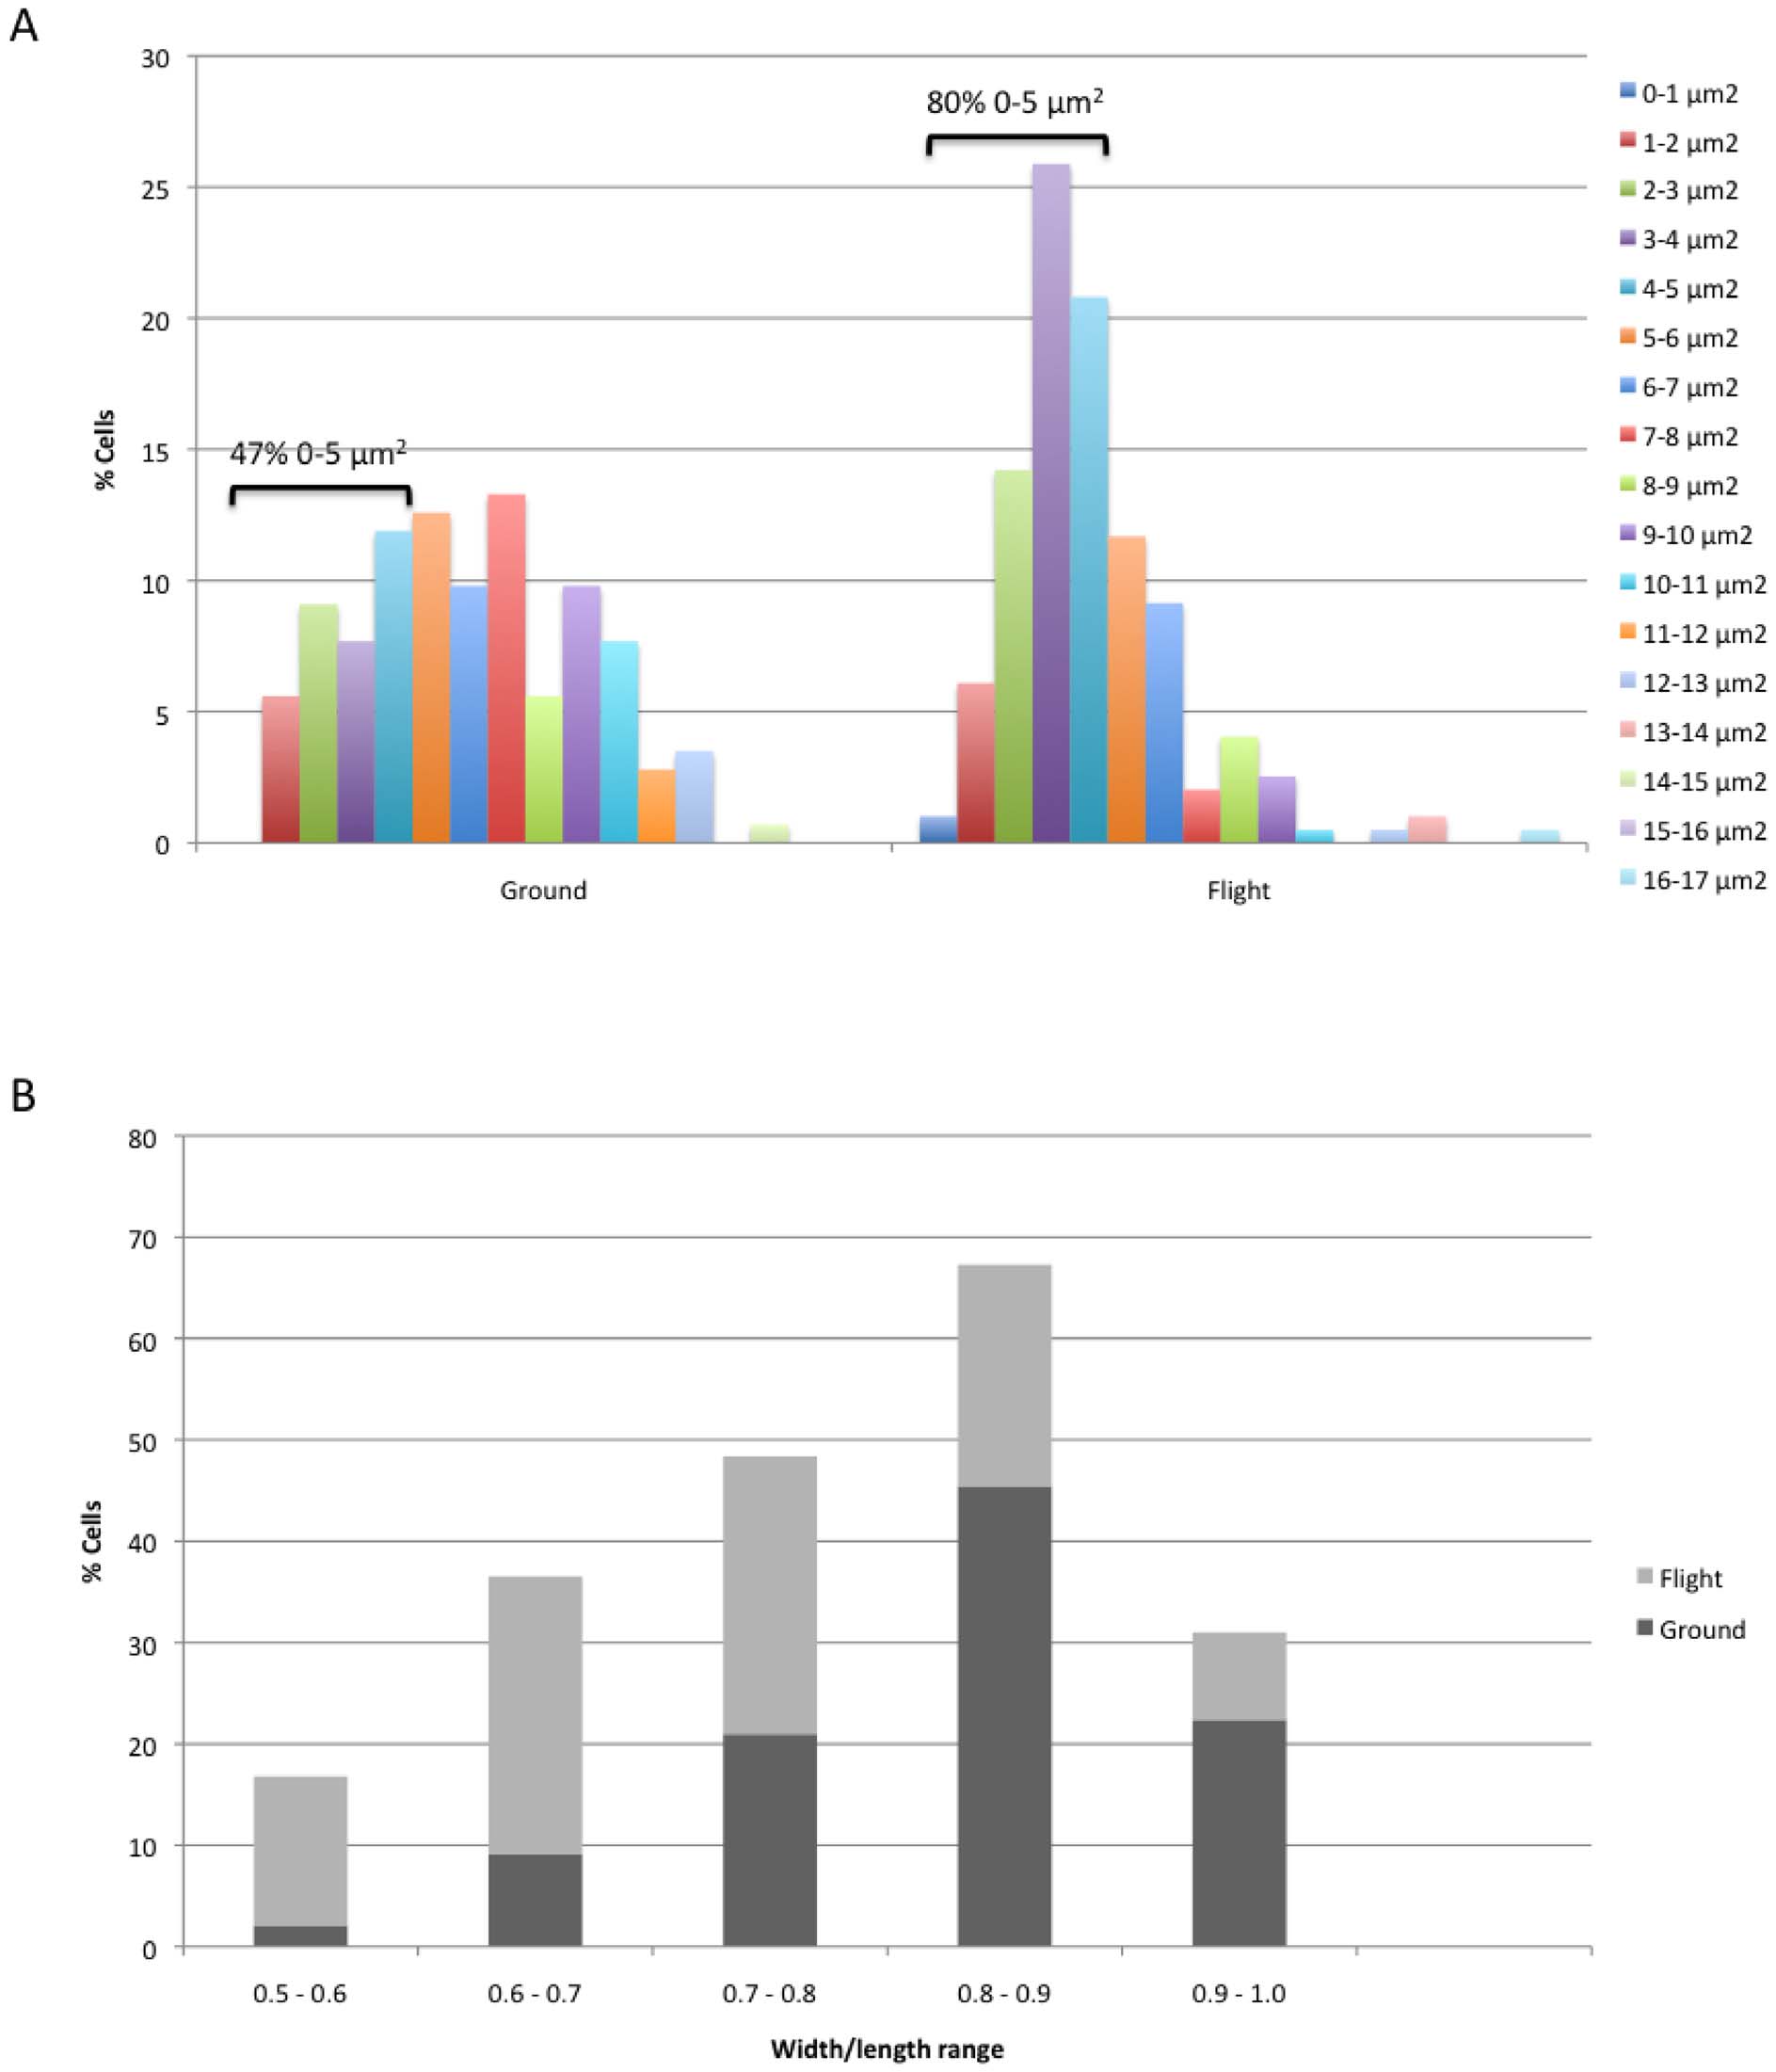 A
30
25
20
15
10
5
0
% Cells
47% 0-5 µm²
80% 0-5 µm²
Ground
Flight
0-1 µm2
1-2 µm2
2-3 µm2
3-4 µm2
4-5 µm2
5-6 µm2
6-7 µm2
7-8 µm2
8-9 µm2
9-10 µm2
10-11 µm2
11-12 µm2
12-13 µm2
13-14 µm2
14-15 µm2
15-16 µm2
16-17 µm2
B
80
70
60
50
40
30
20
10
0
% Cells
0.5 - 0.6
0.6 - 0.7
0.7 - 0.8
0.8 - 0.9
0.9 - 1.0
Width/length range
Flight
Ground